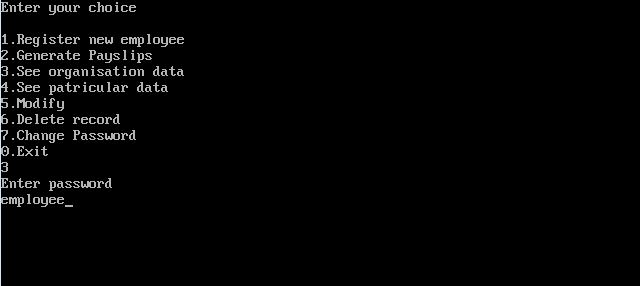 Enter your choice
1.Register new employee
2.Generate Payslips
3.See organisation data
4.See patricular data
5.Modify
6.Delete record
7.Change Password
0.Exit
3
Enter password
employee_